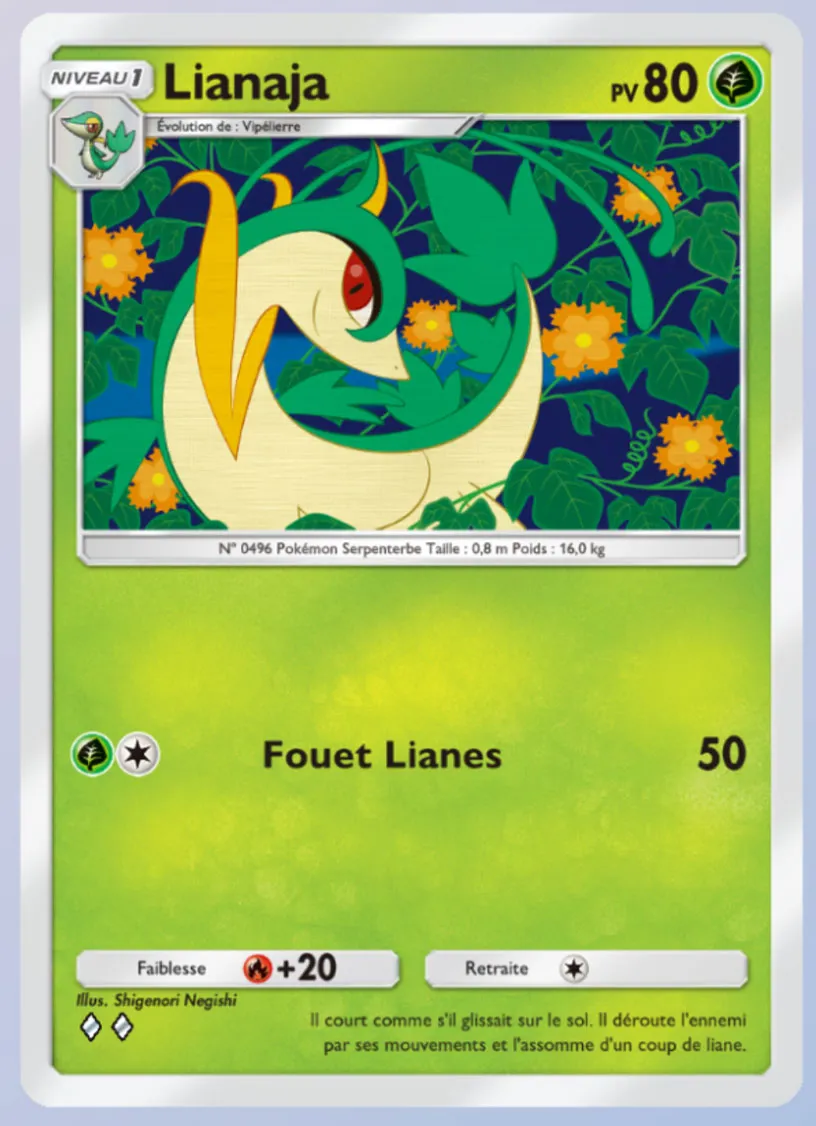 NIVEAU 1
Lianaja
PV 80
Évolution de : Vipélierre
N° 0496 Pokémon Serpenterbe Taille : 0,8 m Poids : 16,0 kg
Fouet Lianes 50
Faiblesse +20
Retraite
Illus. Shigenori Negishi
Il court comme s'il glissait sur le sol. Il déroute l'ennemi
par ses mouvements et l'assomme d'un coup de liane.